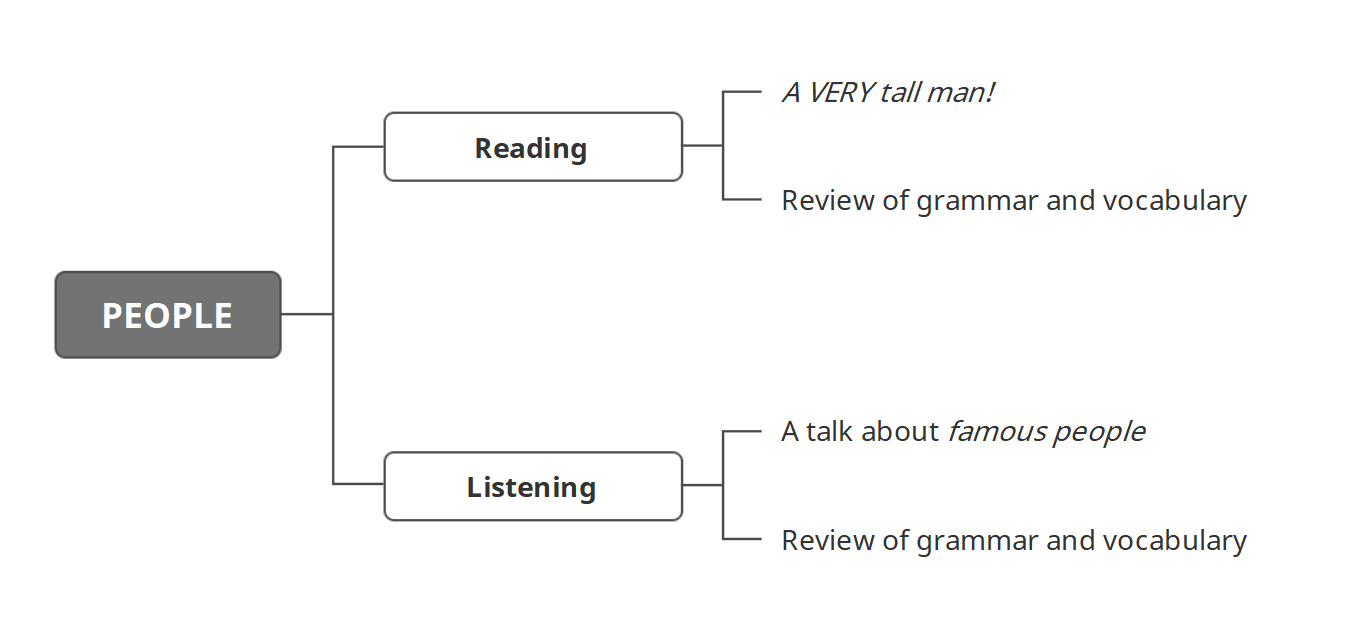 PEOPLE
Reading
A VERY tall man!
Review of grammar and vocabulary
Listening
A talk about famous people
Review of grammar and vocabulary